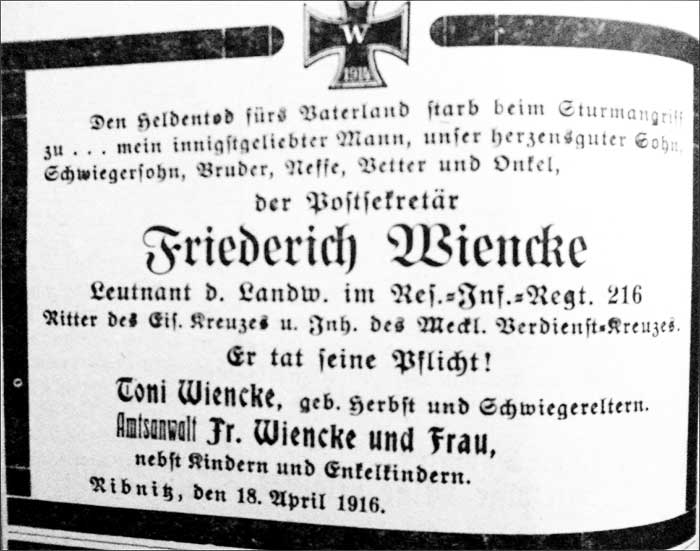 W
1914
Den Heldentod fürs Vaterland starb beim Sturmangriff
zu . . . mein innigstgeliebter Mann, unser herzensguter Sohn,
Schwiegersohn, Bruder, Neffe, Vetter und Onkel,
der Postsekretär
Friederich Wiencke
Leutnant d. Landw. im Res.=Inf.=Regt. 216
Ritter des Eis. Kreuzes u. Inh. des Meckl. Verdienst=Kreuzes.
Er tat seine Pflicht!
Toni Wiencke, geb. Herbst und Schwiegereltern.
Amtsanwalt Fr. Wiencke und Frau,
nebst Kindern und Enkelkindern.
Ribnitz, den 18. April 1916.